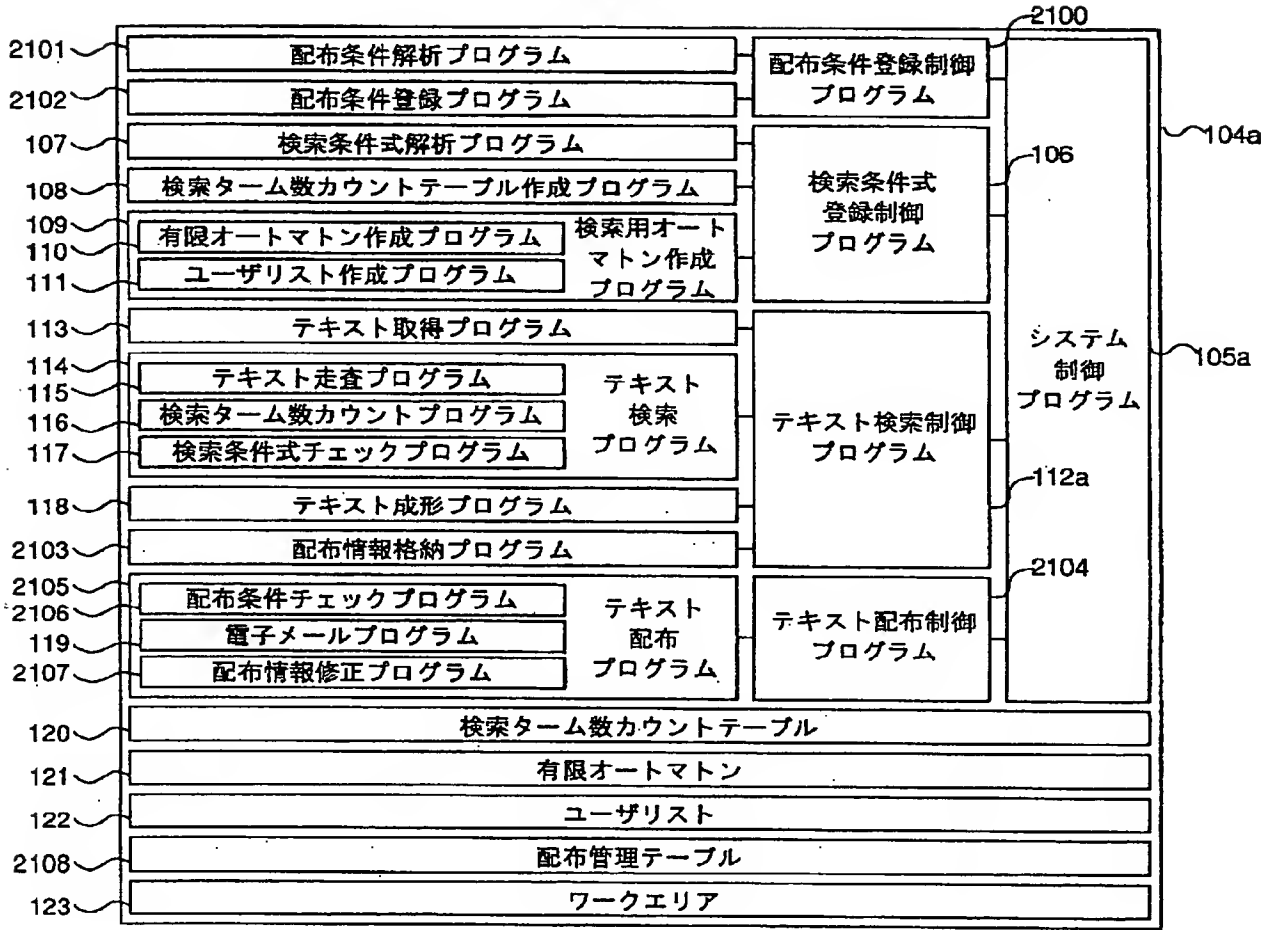 2100
2101
配布条件解析プログラム
2102
配布条件登録プログラム
配布条件登録制御
プログラム
104a
107
検索条件式解析プログラム
108
検索ターム数カウントテーブル作成プログラム
109
110
有限オートマトン作成プログラム
111
ユーザリスト作成プログラム
検索用オート
マトン作成
プログラム
106
検索条件式
登録制御
プログラム
113
テキスト取得プログラム
114
115
テキスト走査プログラム
116
検索ターム数カウントプログラム
117
検索条件式チェックプログラム
テキスト
検索
プログラム
118
テキスト成形プログラム
2103
配布情報格納プログラム
テキスト検索制御
プログラム
112a
システム
制御
プログラム
105a
2105
2106
配布条件チェックプログラム
119
電子メールプログラム
2107
配布情報修正プログラム
テキスト
配布
プログラム
2104
テキスト配布制御
プログラム
120
検索ターム数カウントテーブル
121
有限オートマトン
122
ユーザリスト
2108
配布管理テーブル
123
ワークエリア